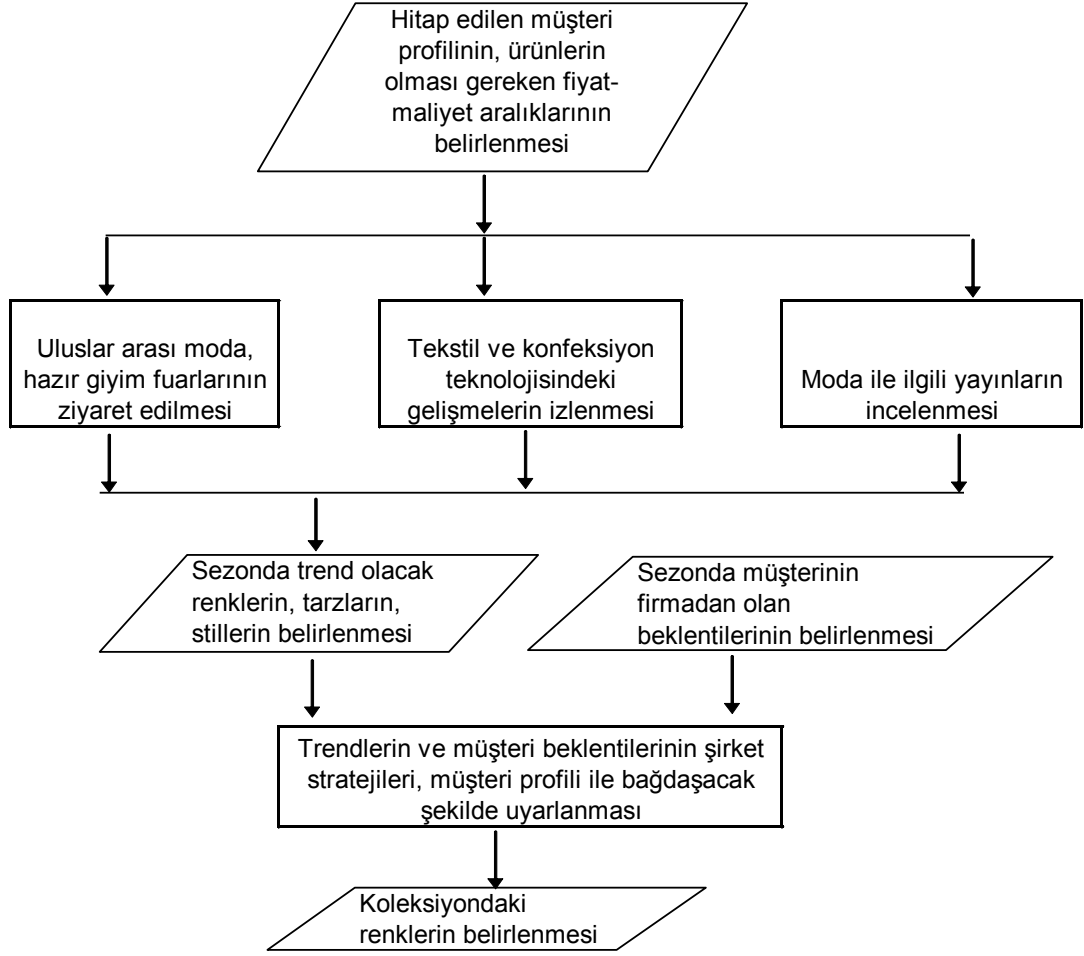 Hitap edilen müşteri
profilinin, ürünlerin
olması gereken fiyat-
maliyet aralıklarının
belirlenmesi
Uluslar arası moda,
hazır giyim fuarlarının
ziyaret edilmesi
Tekstil ve konfeksiyon
teknolojisindeki
gelişmelerin izlenmesi
Moda ile ilgili yayınların
incelenmesi
Sezonda trend olacak
renklerin, tarzların,
stillerin belirlenmesi
Sezonda müşterinin
firmadan olan
beklentilerinin belirlenmesi
Trendlerin ve müşteri beklentilerinin şirket
stratejileri, müşteri profili ile bağdaşacak
şekilde uyarlanması
Koleksiyondaki
renklerin belirlenmesi